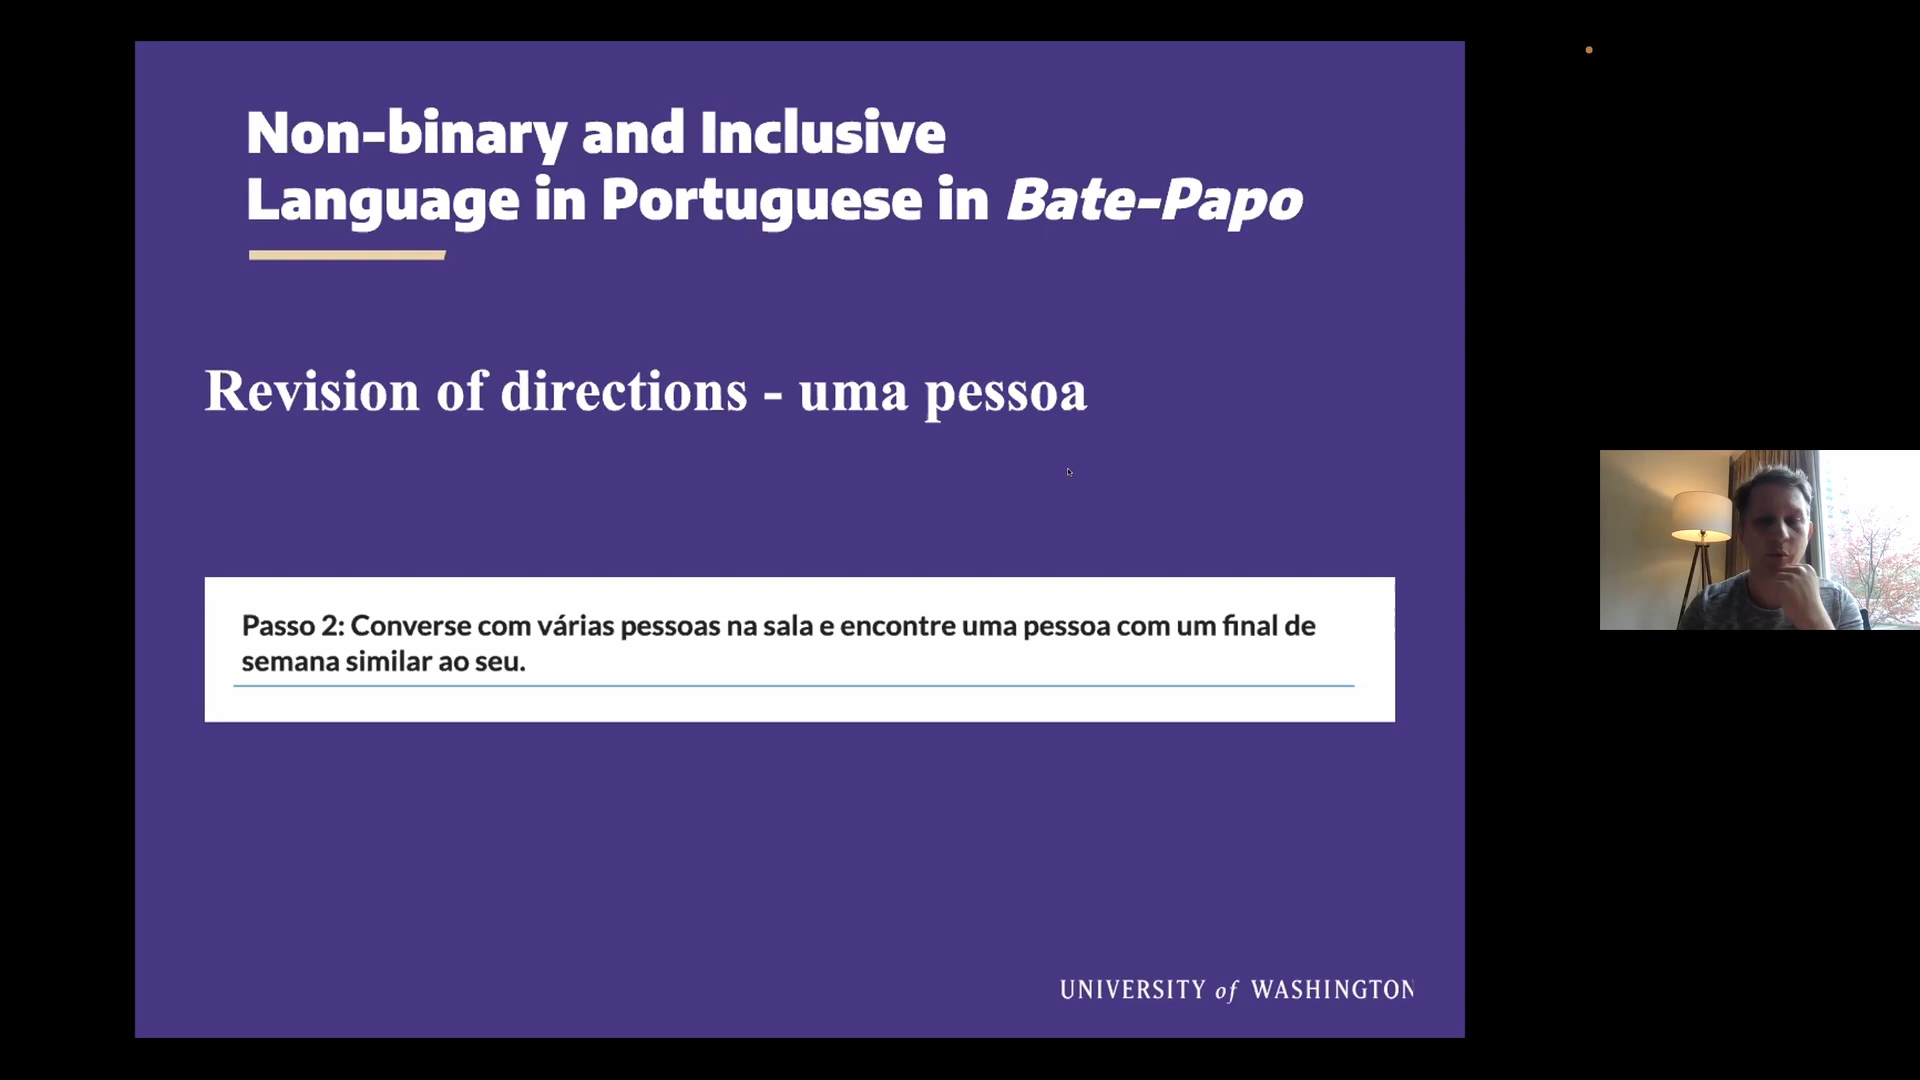 Non-binary and Inclusive
Language in Portuguese in Bate-Papo
Revision of directions - uma pessoa
Passo 2: Converse com várias pessoas na sala e encontre uma pessoa com um final de
semana similar ao seu.
UNIVERSITY of WASHINGTON